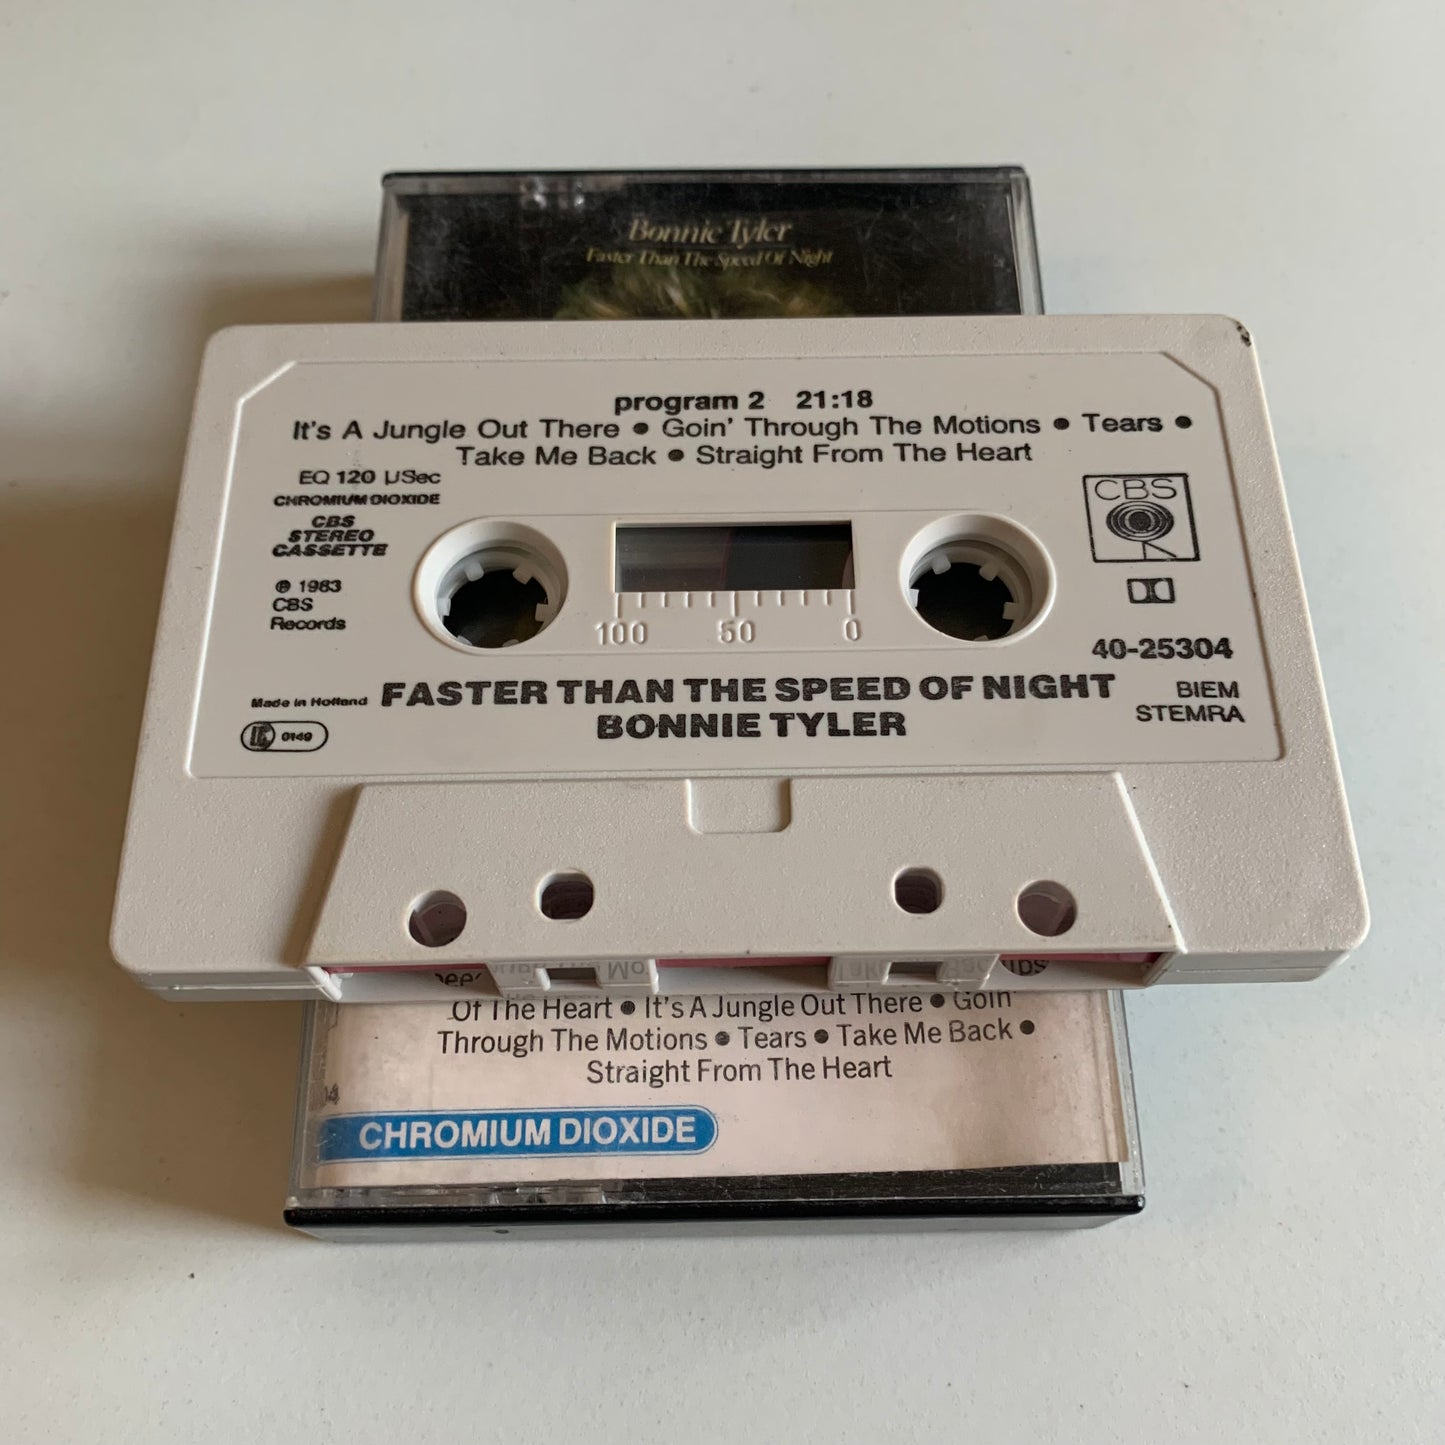 Bonnie Tyler
Faster Than The Speed Of Night
program 2 21:18
It's A Jungle Out There • Goin' Through The Motions • Tears •
Take Me Back • Straight From The Heart
EQ 120 µSec
CHROMIUM DIOXIDE
CBS
STEREO
CASSETTE
℗ 1983
CBS
Records
CBS
100 50 0
40-25304
Made in Holland
FASTER THAN THE SPEED OF NIGHT
BONNIE TYLER
BIEM
STEMRA
0149
Of The Heart • It's A Jungle Out There • Goin'
Through The Motions • Tears • Take Me Back •
Straight From The Heart
CHROMIUM DIOXIDE